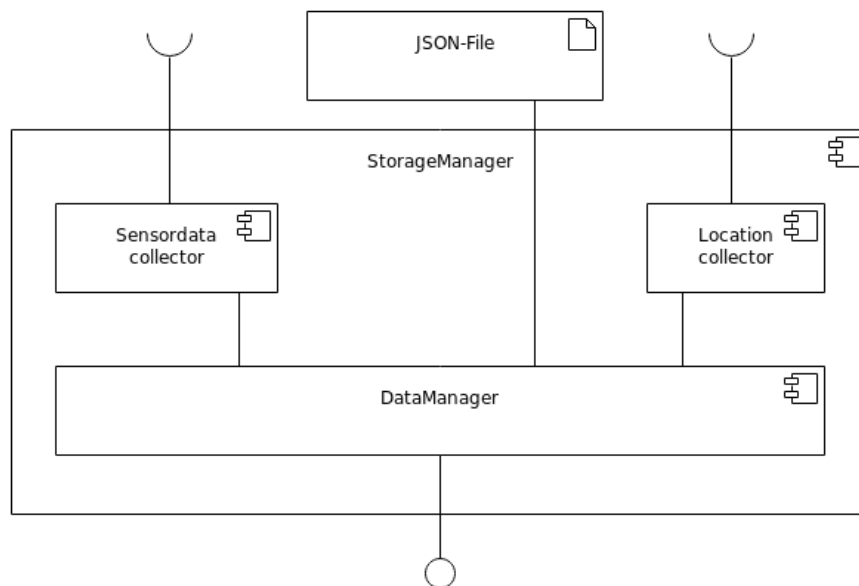 JSON-File
StorageManager
Sensordata
collector
Location
collector
DataManager